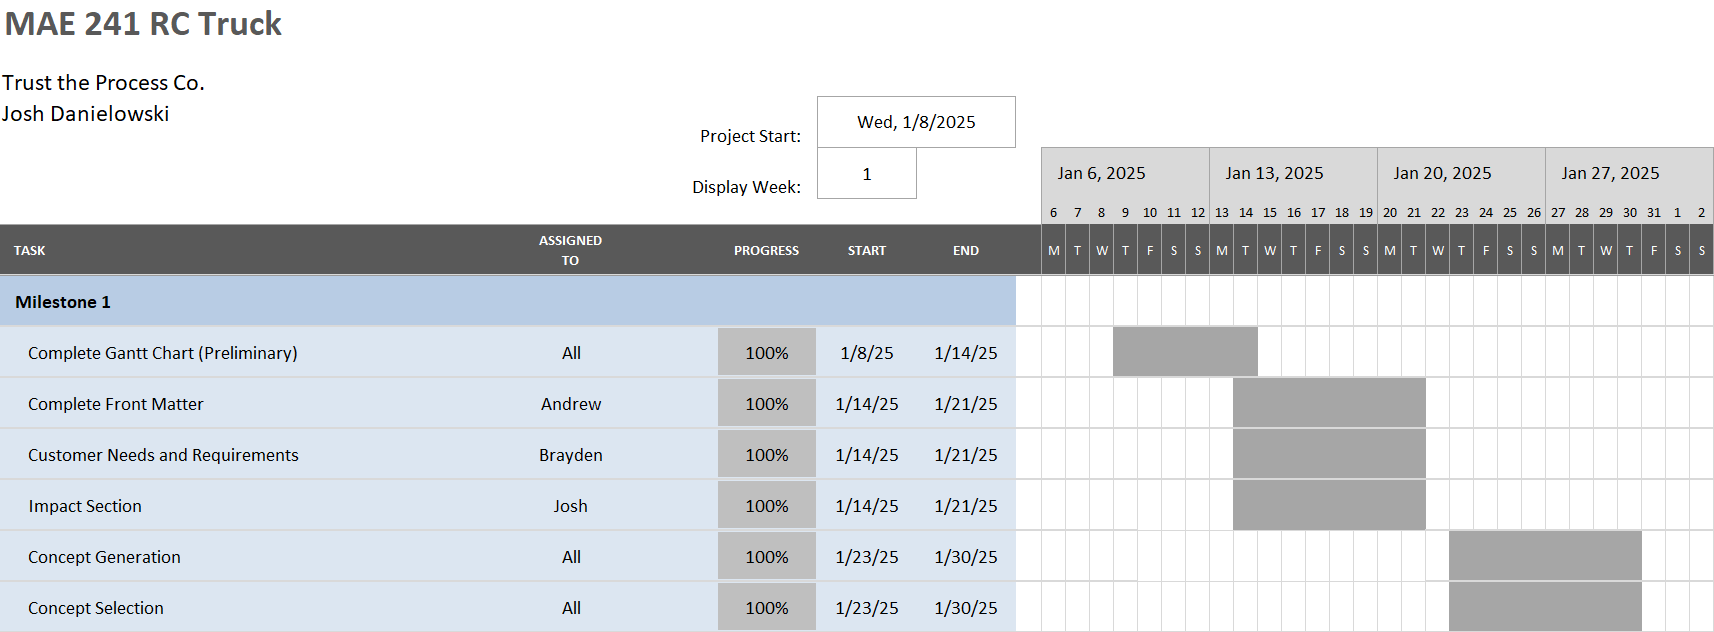 MAE 241 RC Truck
Trust the Process Co.
Josh Danielowski
Project Start: Wed, 1/8/2025
Display Week: 1
Jan 6, 2025 Jan 13, 2025 Jan 20, 2025 Jan 27, 2025
6 7 8 9 10 11 12 13 14 15 16 17 18 19 20 21 22 23 24 25 26 27 28 29 30 31 1 2
TASK ASSIGNED TO PROGRESS START END M T W T F S S M T W T F S S M T W T F S S M T W T F S S
Milestone 1
Complete Gantt Chart (Preliminary) All 100% 1/8/25 1/14/25
Complete Front Matter Andrew 100% 1/14/25 1/21/25
Customer Needs and Requirements Brayden 100% 1/14/25 1/21/25
Impact Section Josh 100% 1/14/25 1/21/25
Concept Generation All 100% 1/23/25 1/30/25
Concept Selection All 100% 1/23/25 1/30/25